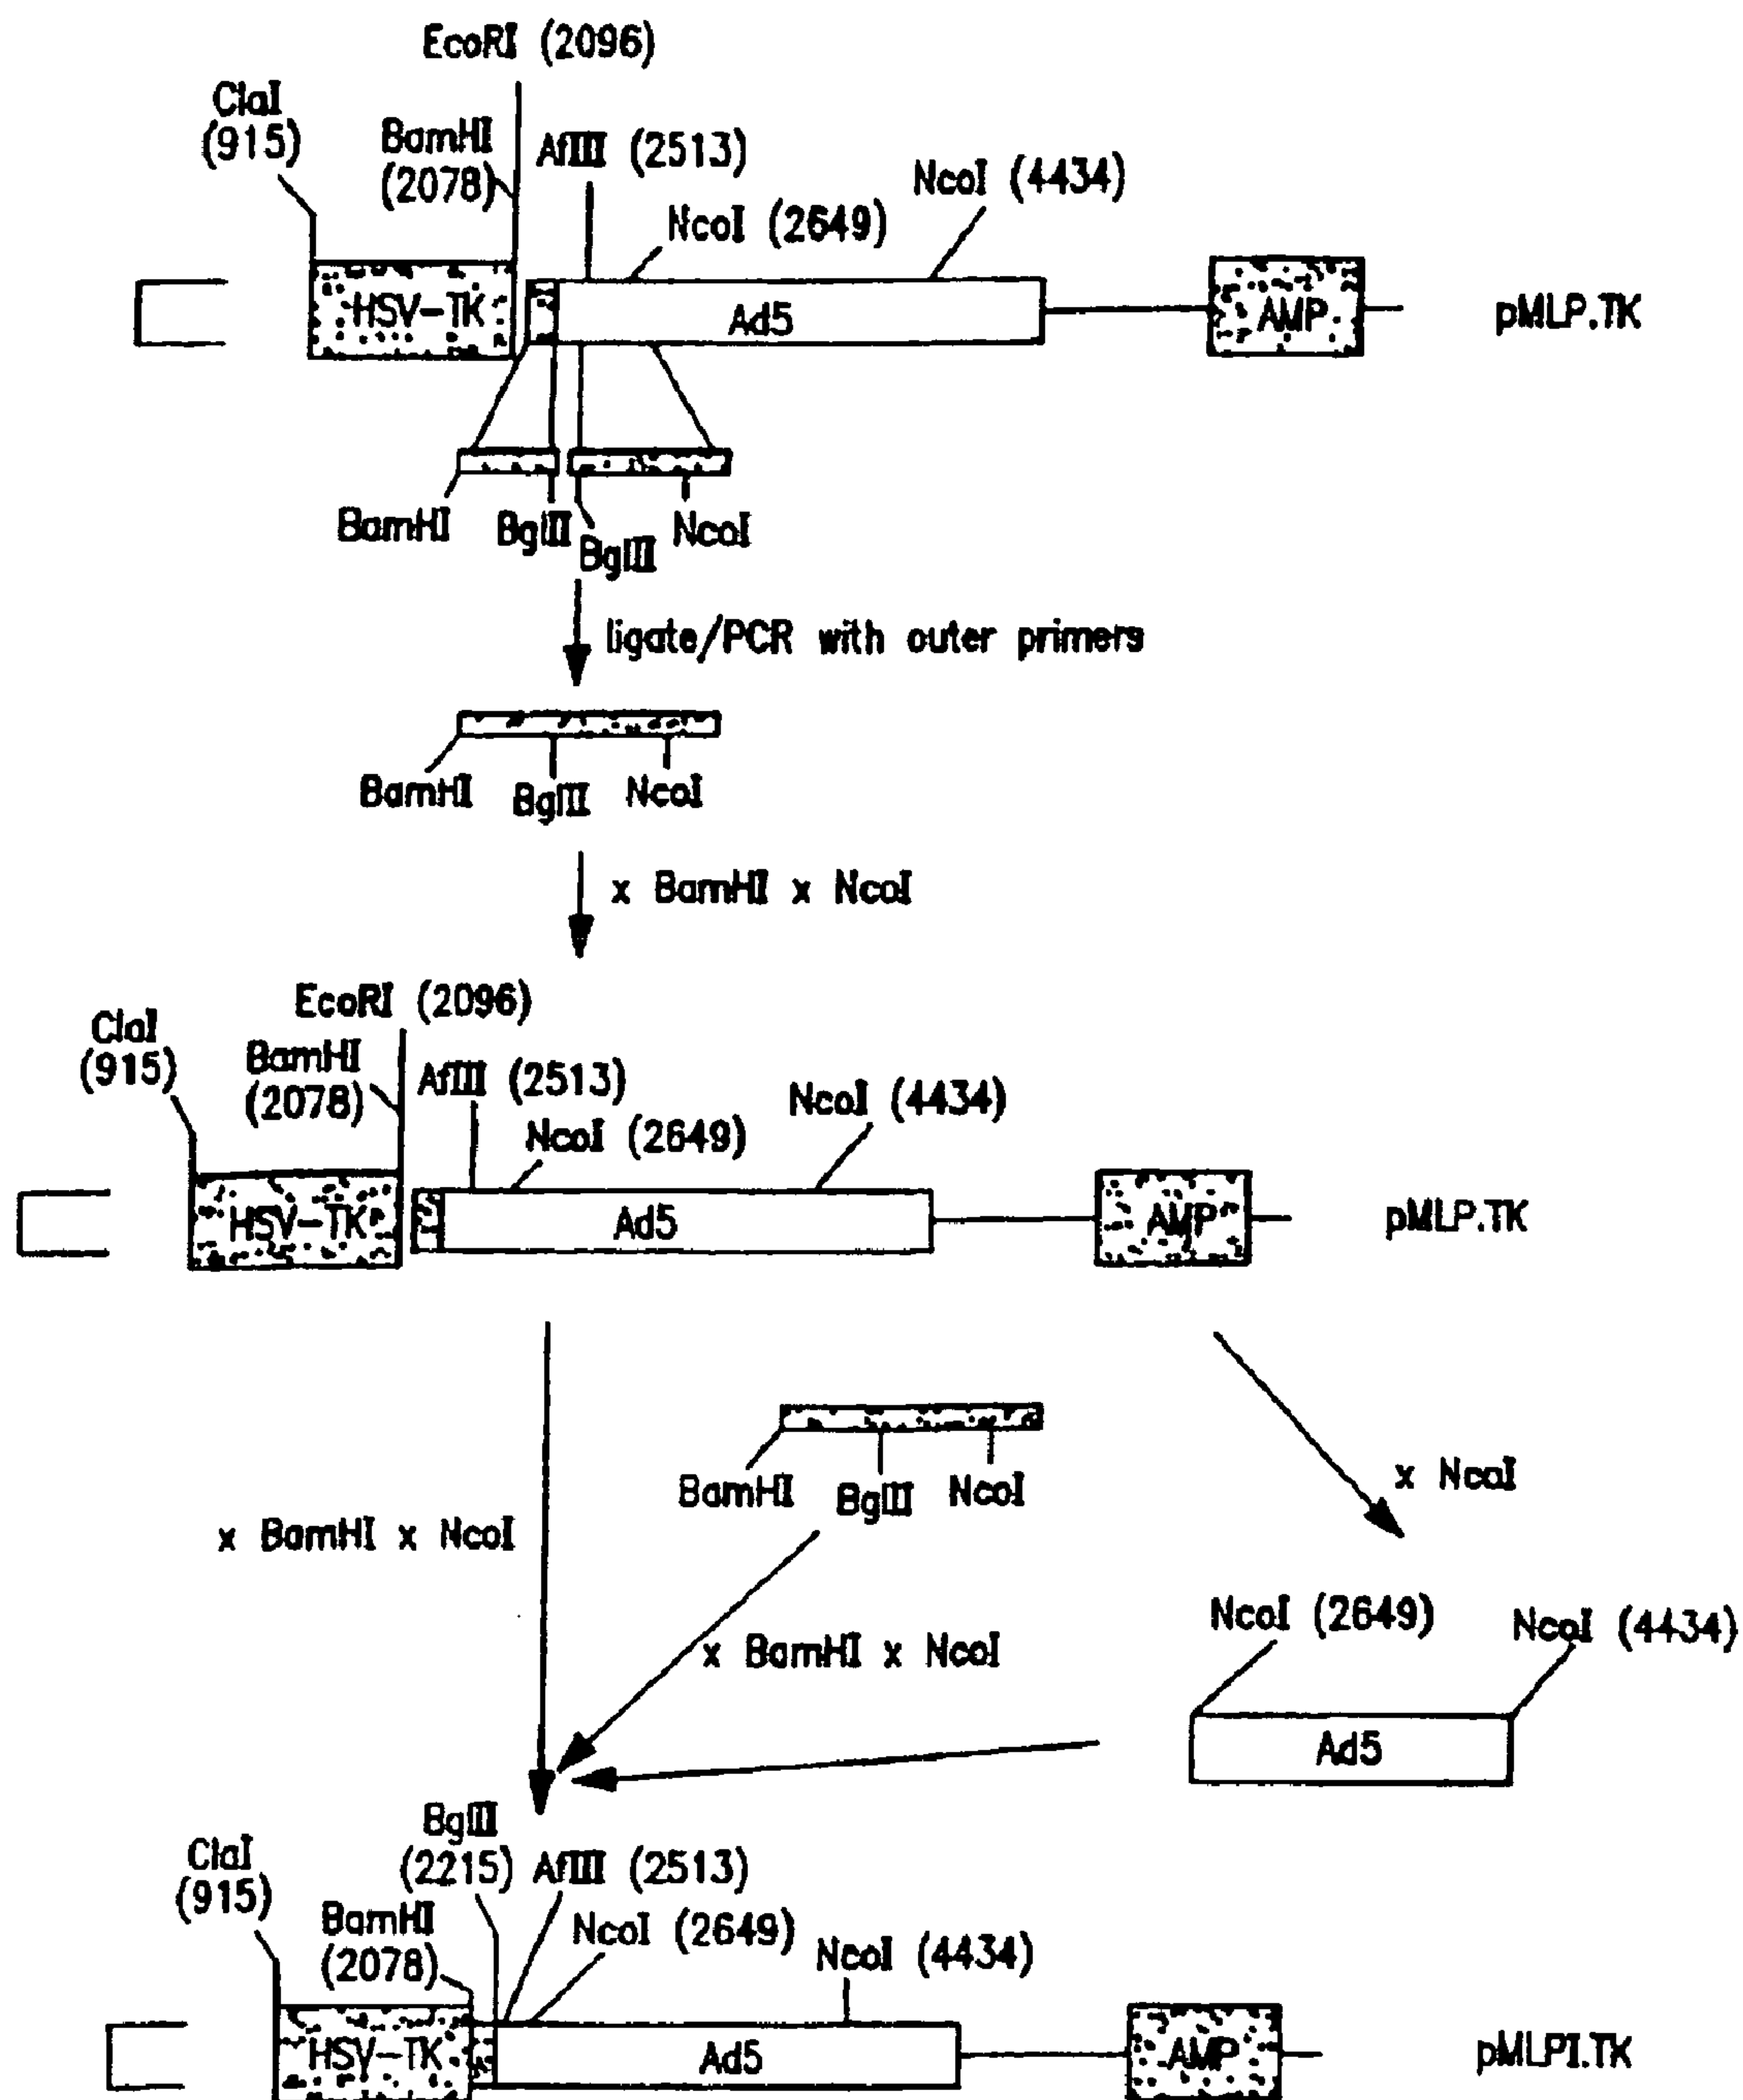 EcoRI (2096)
ClaI
(915)
BamHI
(2078)
AflII (2513)
NcoI (2649)
NcoI (4434)
HSV-TK
Ad5
AMP
pMLP.TK
BamHI
BglII
BglII
NcoI
ligate/PCR with outer primers
BamHI
BglII
NcoI
x BamHI x NcoI
EcoRI (2096)
ClaI
(915)
BamHI
(2078)
AflII (2513)
NcoI (2649)
NcoI (4434)
HSV-TK
Ad5
AMP
pMLP.TK
BamHI
BglII
NcoI
x NcoI
x BamHI x NcoI
x BamHI x NcoI
NcoI (2649)
NcoI (4434)
Ad5
BglII
(2215)
AflII (2513)
ClaI
(915)
BamHI
(2078)
NcoI (2649)
NcoI (4434)
HSV-TK
Ad5
AMP
pMLPI.TK